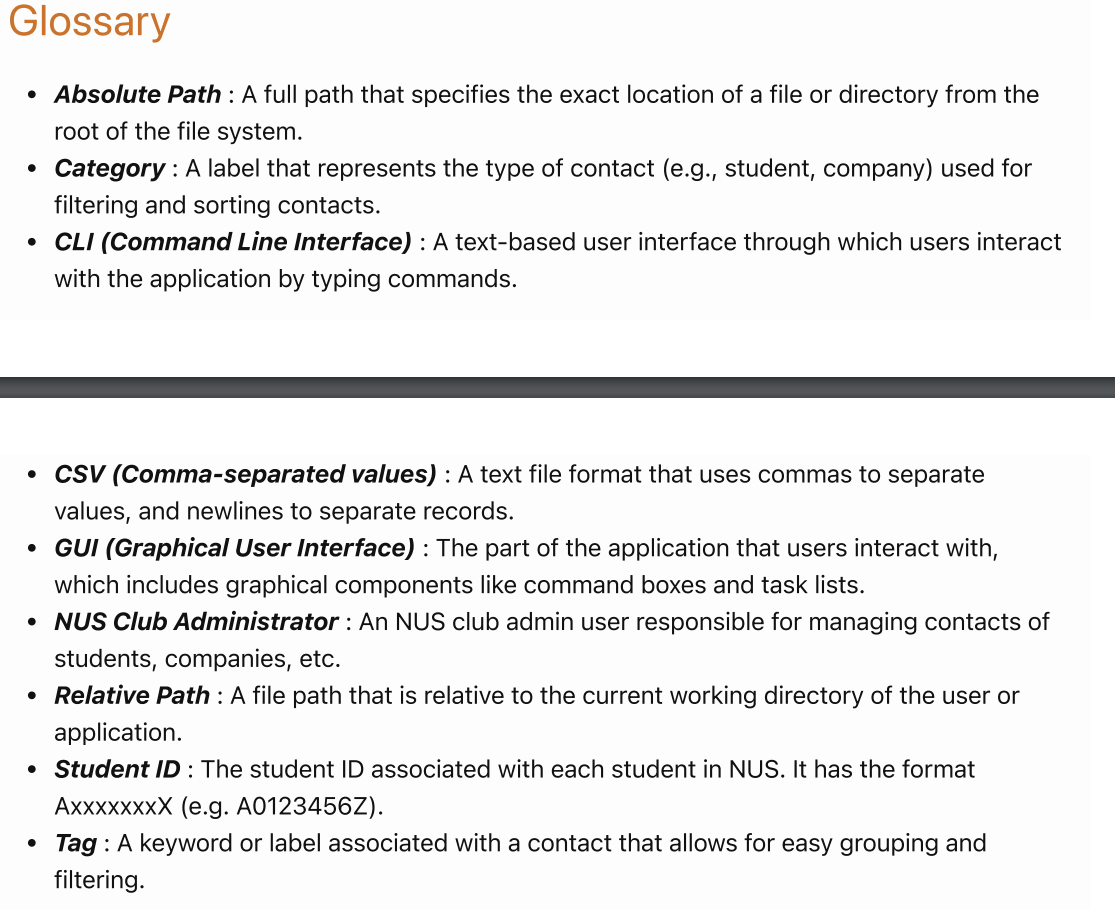 Glossary
• Absolute Path : A full path that specifies the exact location of a file or directory from the
root of the file system.
• Category : A label that represents the type of contact (e.g., student, company) used for
filtering and sorting contacts.
• CLI (Command Line Interface) : A text-based user interface through which users interact
with the application by typing commands.
• CSV (Comma-separated values) : A text file format that uses commas to separate
values, and newlines to separate records.
• GUI (Graphical User Interface) : The part of the application that users interact with,
which includes graphical components like command boxes and task lists.
• NUS Club Administrator : An NUS club admin user responsible for managing contacts of
students, companies, etc.
• Relative Path : A file path that is relative to the current working directory of the user or
application.
• Student ID : The student ID associated with each student in NUS. It has the format
AxxxxxxxX (e.g. A0123456Z).
• Tag : A keyword or label associated with a contact that allows for easy grouping and
filtering.